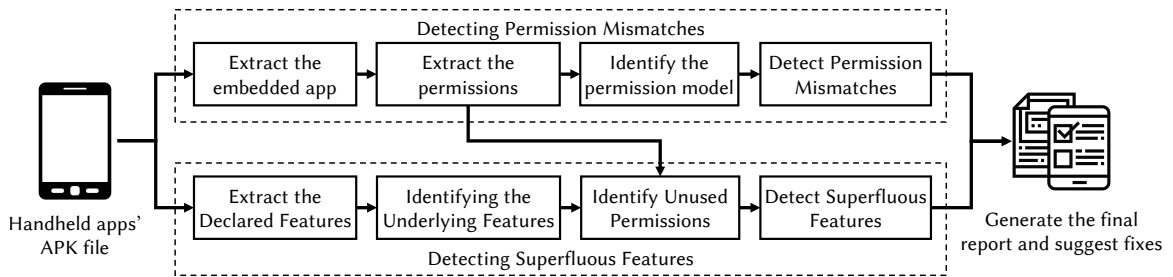 Detecting Permission Mismatches
Extract the
embedded app
Extract the
permissions
Identify the
permission model
Detect Permission
Mismatches
Handheld apps'
APK file
Extract the
Declared Features
Identifying the
Underlying Features
Identify Unused
Permissions
Detect Superfluous
Features
Detecting Superfluous Features
Generate the final
report and suggest fixes